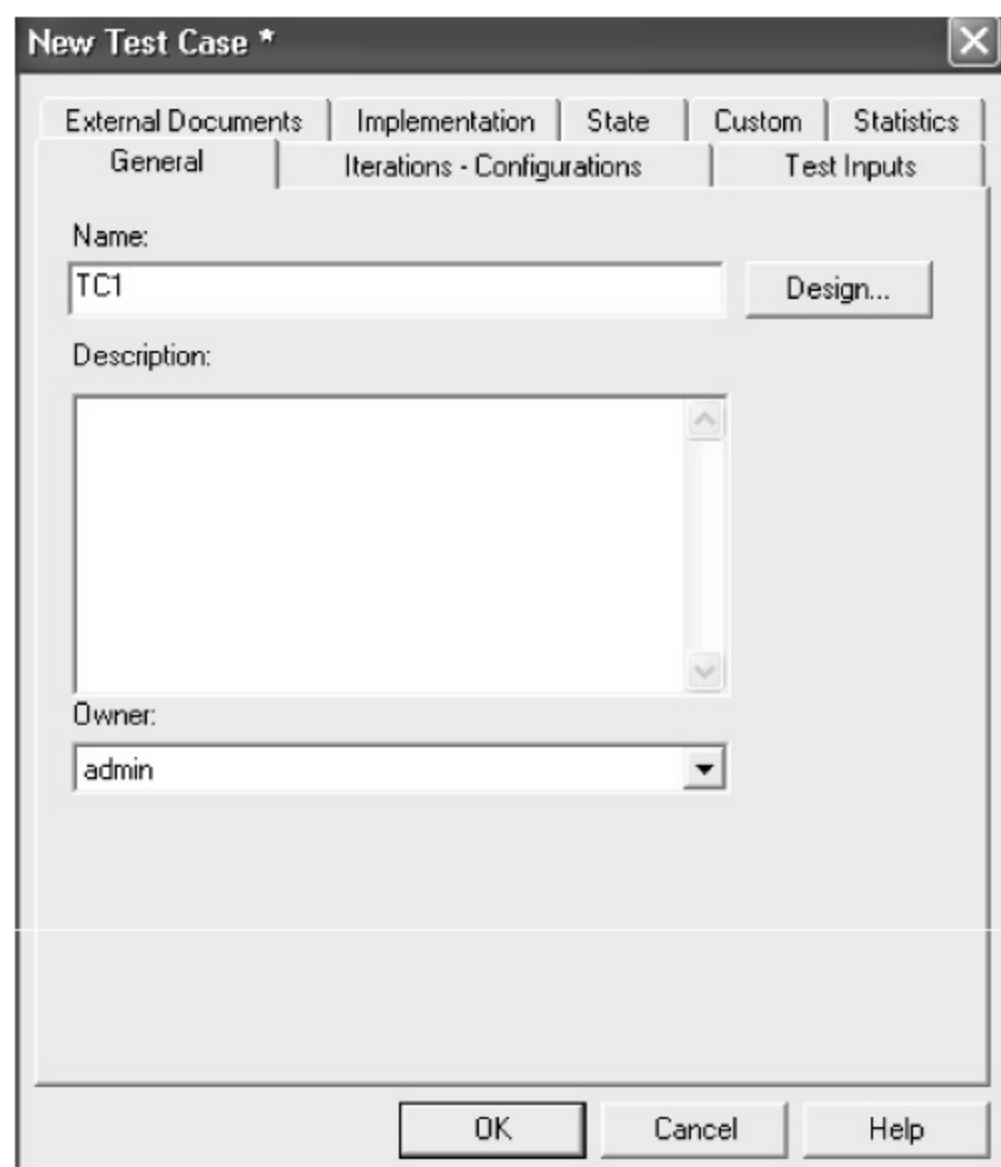 New Test Case *
External Documents Implementation State Custom Statistics
General Iterations - Configurations Test Inputs
Name:
TC1
Design...
Description:
Owner:
admin
OK Cancel Help